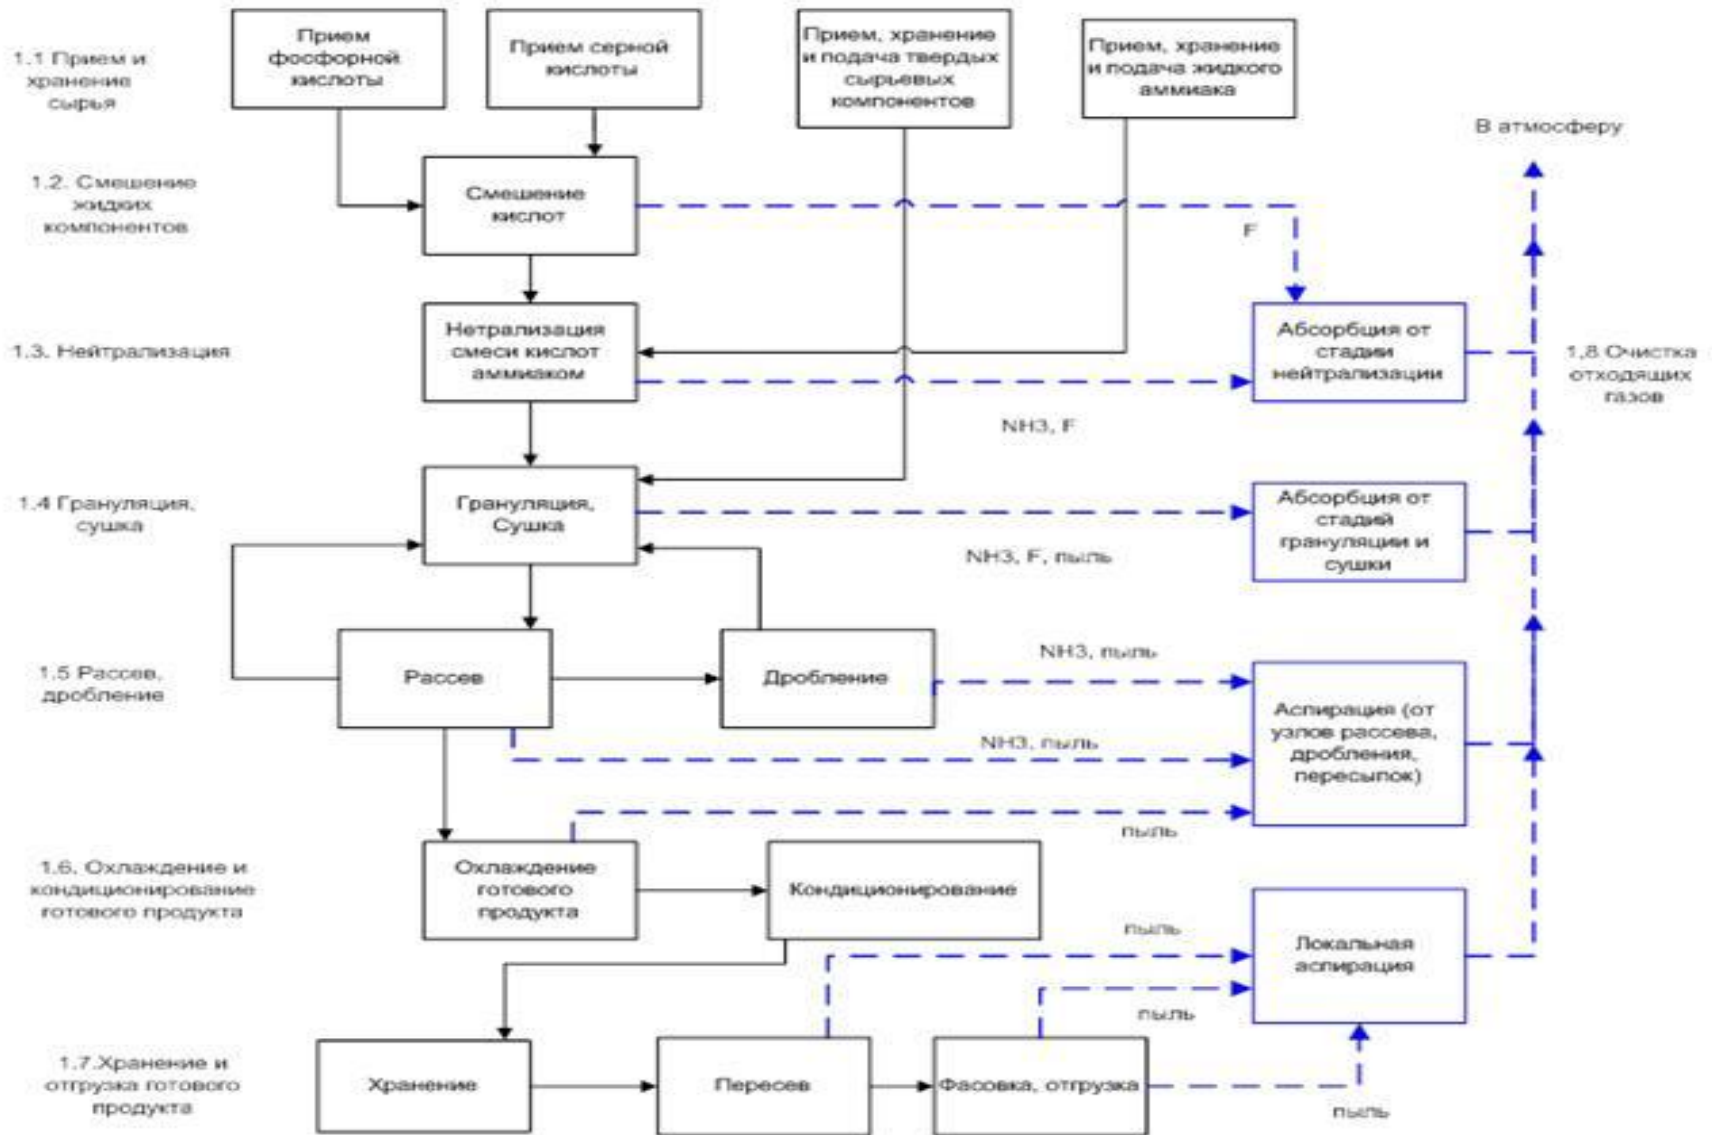 1.1 Прием и
хранение
сырья
Прием
фосфорной
кислоты
Прием серной
кислоты
Прием, хранение
и подача твердых
сырьевых
компонентов
Прием, хранение
и подача жидкого
аммиака
В атмосферу
1.2. Смешение
жидких
компонентов
Смешение
кислот
F
1.3. Нейтрализация
Нетрализация
смеси кислот
аммиаком
Абсорбция от
стадии
нейтрализации
1,8 Очистка
отходящих
газов
NH3, F
1.4 Грануляция,
сушка
Грануляция,
Сушка
Абсорбция от
стадий
грануляции и
сушки
NH3, F, пыль
1.5 Рассев,
дробление
Рассев
Дробление
NH3, пыль
NH3, пыль
Аспирация (от
узлов рассева,
дробления,
пересыпок)
пыль
1.6. Охлаждение и
кондиционирование
готового продукта
Охлаждение
готового
продукта
Кондиционирование
пыль
Локальная
аспирация
пыль
1.7.Хранение и
отгрузка готового
продукта
Хранение
Пересев
Фасовка, отгрузка
пыль